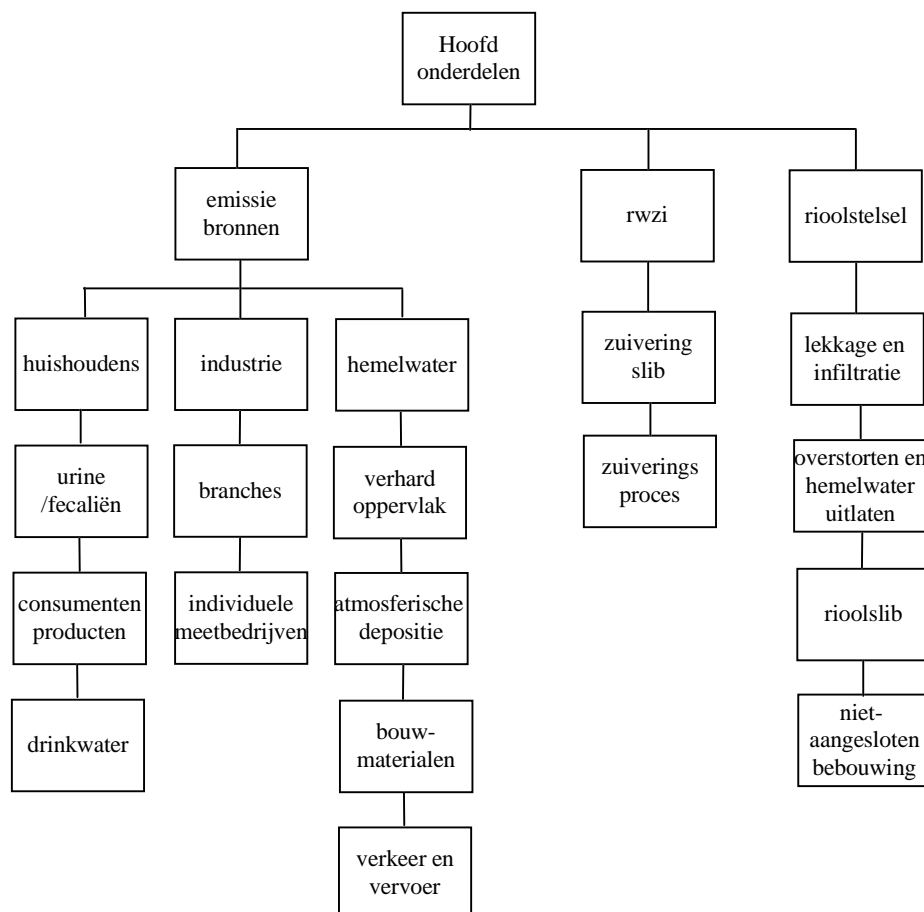 Hoofd
onderdelen
emissie
bronnen
rwzi
rioolstelsel
huishoudens
industrie
hemelwater
zuivering
slib
lekkage en
infiltratie
urine
/fecaliën
branches
verhard
oppervlak
zuiverings
proces
overstorten en
hemelwater
uitlaten
consumenten
producten
individuele
meetbedrijven
atmosferische
depositie
rioolslib
drinkwater
bouw-
materialen
niet-
aangesloten
bebouwing
verkeer en
vervoer